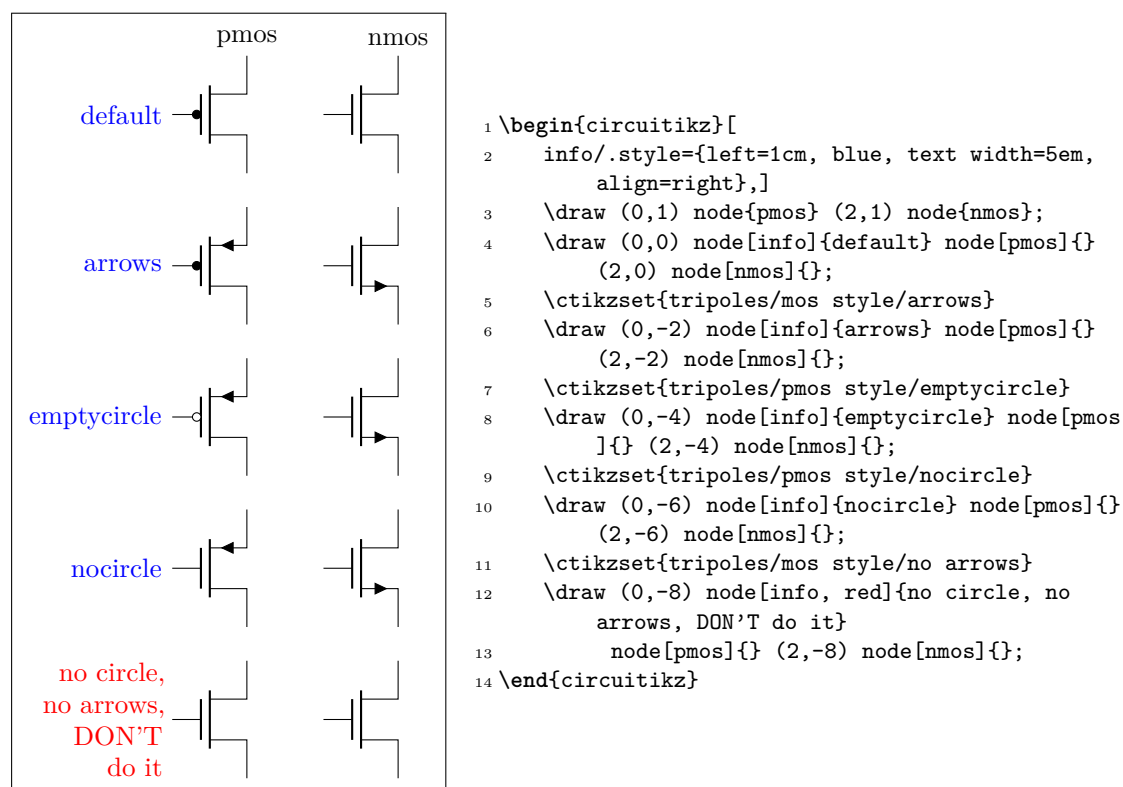 pmos nmos
default
arrows
emptycircle
nocircle
no circle,
no arrows,
DON'T
do it
1 \begin{circuitikz}[
2 info/.style={left=1cm, blue, text width=5em,
align=right},]
3 \draw (0,1) node{pmos} (2,1) node{nmos};
4 \draw (0,0) node[info]{default} node[pmos]{}
(2,0) node[nmos]{};
5 \ctikzset{tripoles/mos style/arrows}
6 \draw (0,-2) node[info]{arrows} node[pmos]{}
(2,-2) node[nmos]{};
7 \ctikzset{tripoles/pmos style/emptycircle}
8 \draw (0,-4) node[info]{emptycircle} node[pmos
]{} (2,-4) node[nmos]{};
9 \ctikzset{tripoles/pmos style/nocircle}
10 \draw (0,-6) node[info]{nocircle} node[pmos]{}
(2,-6) node[nmos]{};
11 \ctikzset{tripoles/mos style/no arrows}
12 \draw (0,-8) node[info, red]{no circle, no
arrows, DON'T do it}
13 node[pmos]{} (2,-8) node[nmos]{};
14 \end{circuitikz}